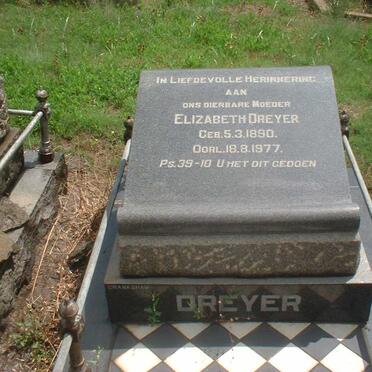 IN LIEFDEVOLLE HERINNERING
AAN
ONS DIERBARE MOEDER
ELIZABETH DREYER
GEB. 5.3.1890.
OORL. 18.8.1977.
PS. 39-10 U HET DIT GEDOEN
CRANKSHAW
DREYER